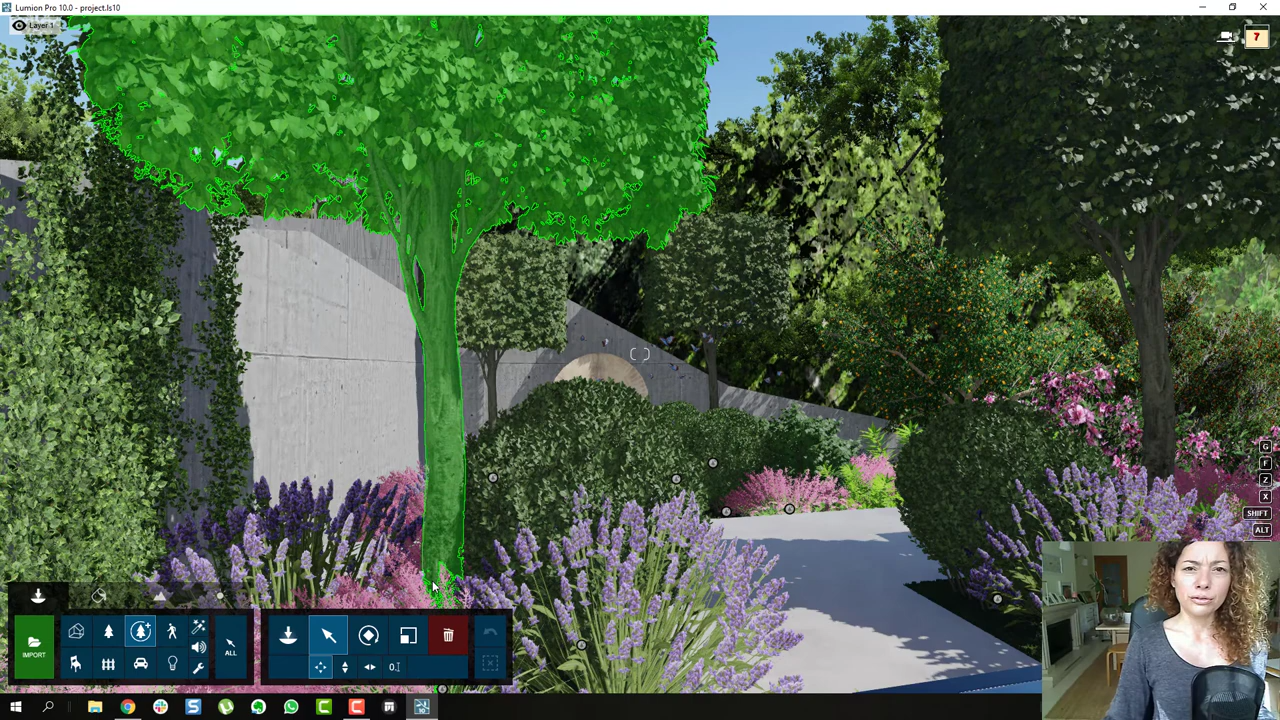 Lumion Pro 10.0 - project.ls10
Layer 1
7
G
F
Z
X
SHIFT
ALT
IMPORT
ALL